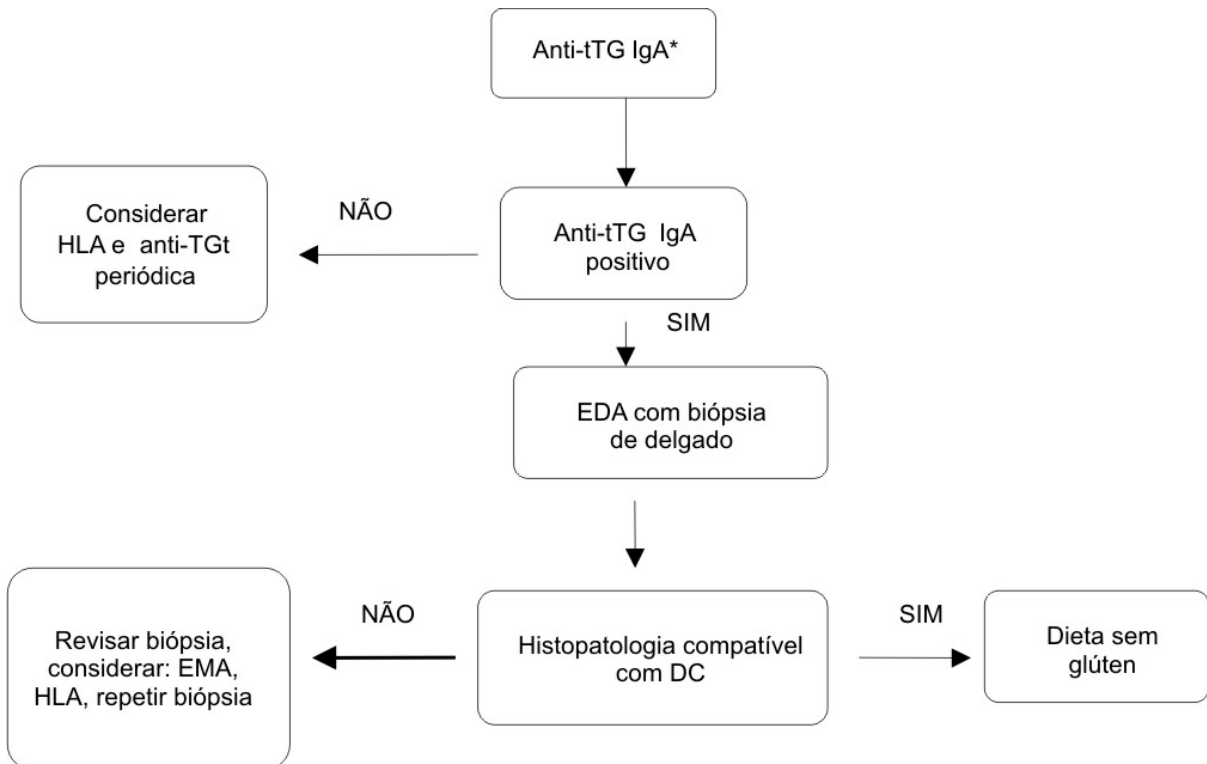 Anti-tTG IgA*
NÃO
Considerar
HLA e anti-TGt
periódica
Anti-tTG IgA
positivo
SIM
EDA com biópsia
de delgado
NÃO
SIM
Revisar biópsia,
considerar: EMA,
HLA, repetir biópsia
Histopatologia compatível
com DC
Dieta sem
glúten